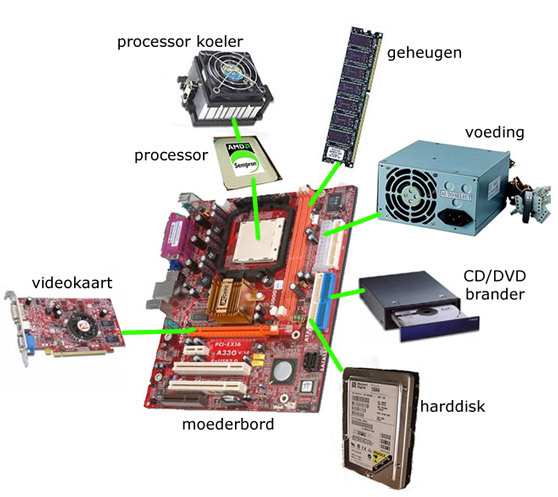 processor koeler
geheugen
voeding
processor
AMD
Sempron
videokaart
CD/DVD
brander
PCI-EX16
A33G
moederbord
harddisk